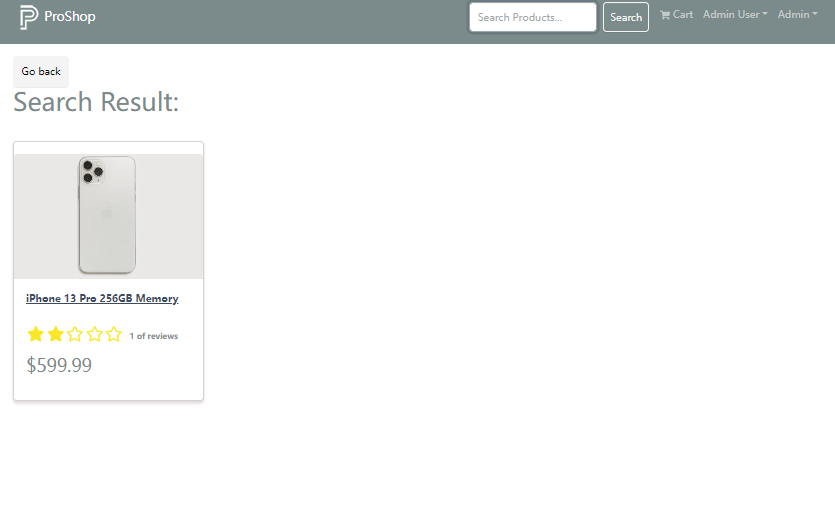 ProShop
Search Products...
Search
Cart
Admin User
Admin
Go back
Search Result:
iPhone 13 Pro 256GB Memory
1 of reviews
$599.99